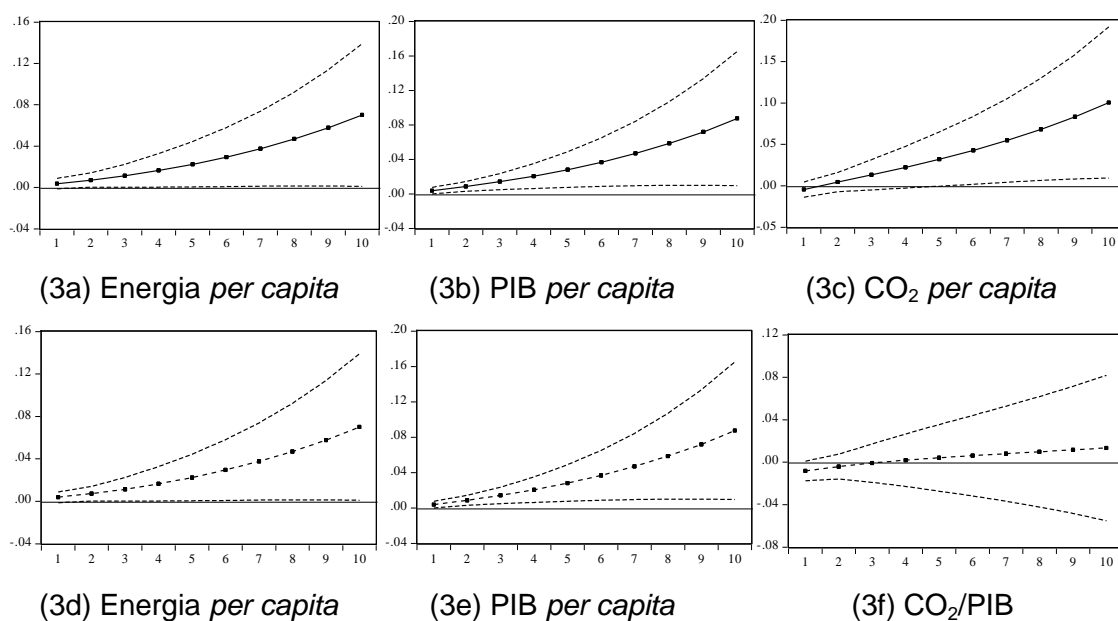 .16 .20 .20
.12 .16 .15
.08 .12 .10
.04 .08 .05
.00 .04 .00
-.04 .00 -.05
-.04
1 2 3 4 5 6 7 8 9 10 1 2 3 4 5 6 7 8 9 10 1 2 3 4 5 6 7 8 9 10
(3a) Energia per capita (3b) PIB per capita (3c) CO₂ per capita
.16 .20 .12
.12 .16 .08
.08 .12 .04
.04 .08 .00
.00 .04 -.04
-.04 .00 -.08
-.04
1 2 3 4 5 6 7 8 9 10 1 2 3 4 5 6 7 8 9 10 1 2 3 4 5 6 7 8 9 10
(3d) Energia per capita (3e) PIB per capita (3f) CO₂/PIB